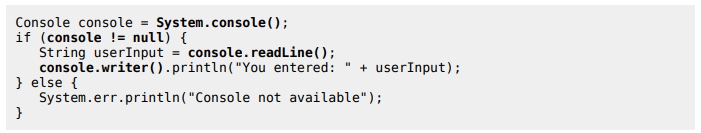 Console console = System.console();
if (console != null) {
   String userInput = console.readLine();
   console.writer().println("You entered: " + userInput);
} else {
   System.err.println("Console not available");
}